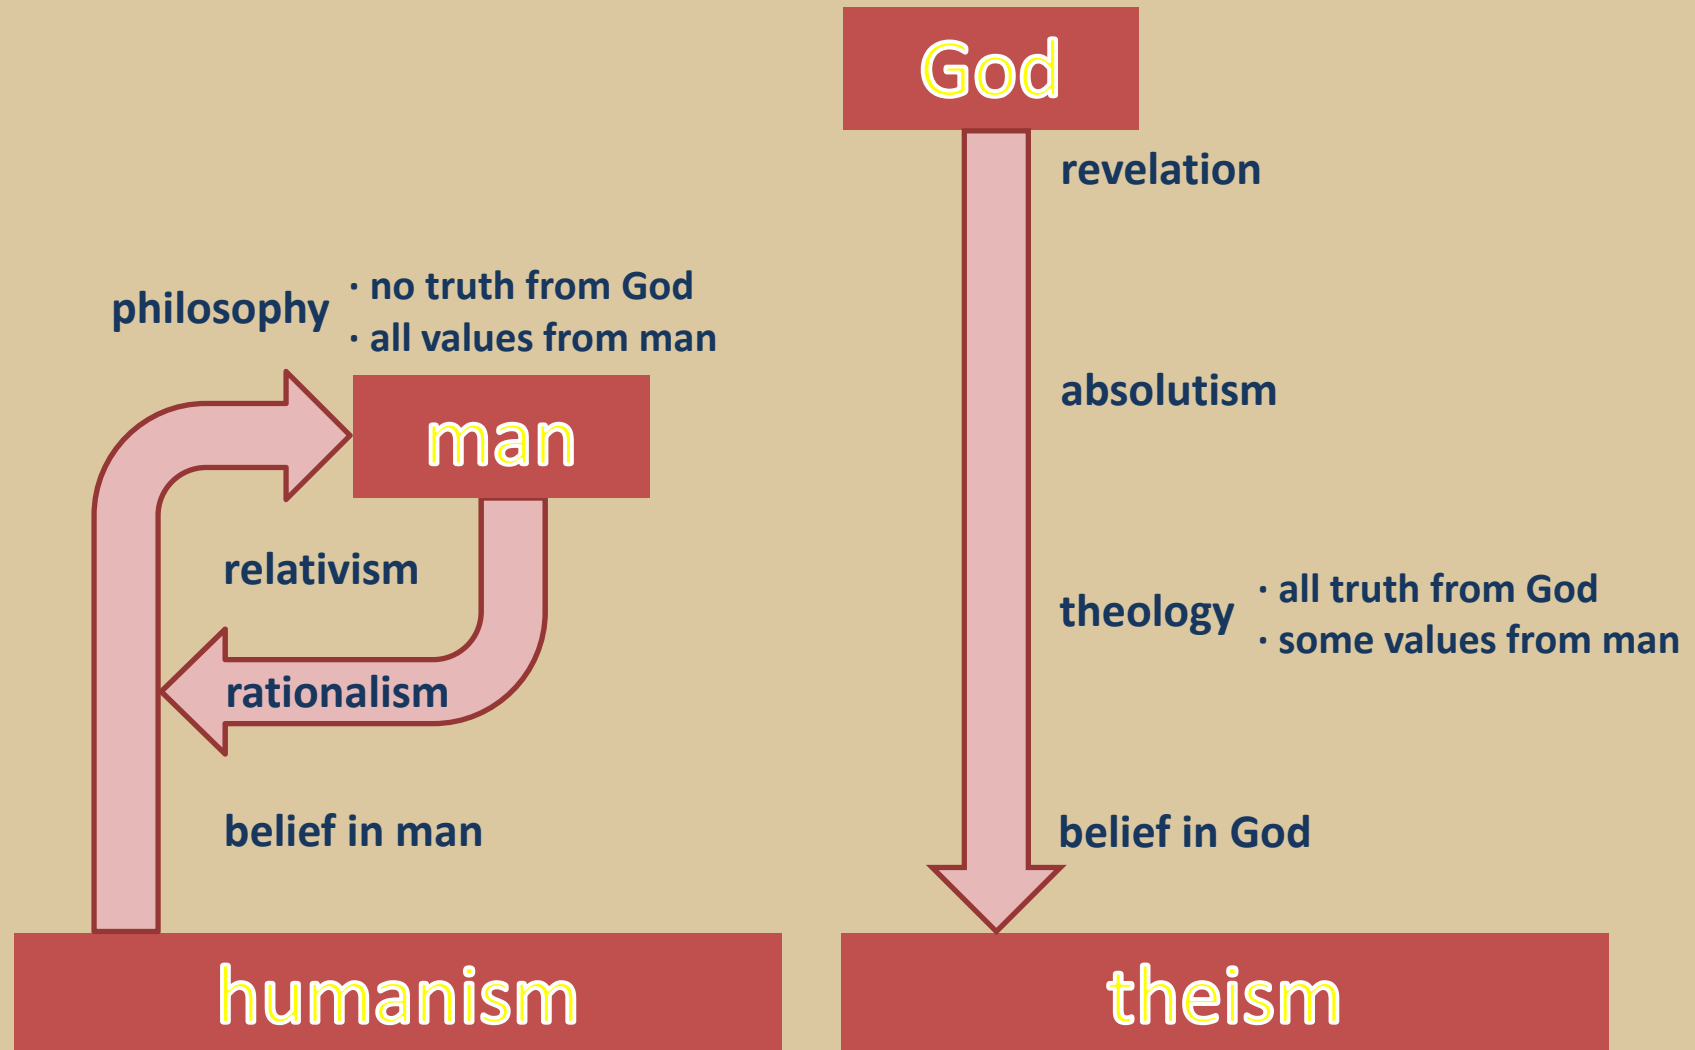 philosophy
· no truth from God
· all values from man
man
relativism
rationalism
belief in man
humanism
God
revelation
absolutism
theology
· all truth from God
· some values from man
belief in God
theism